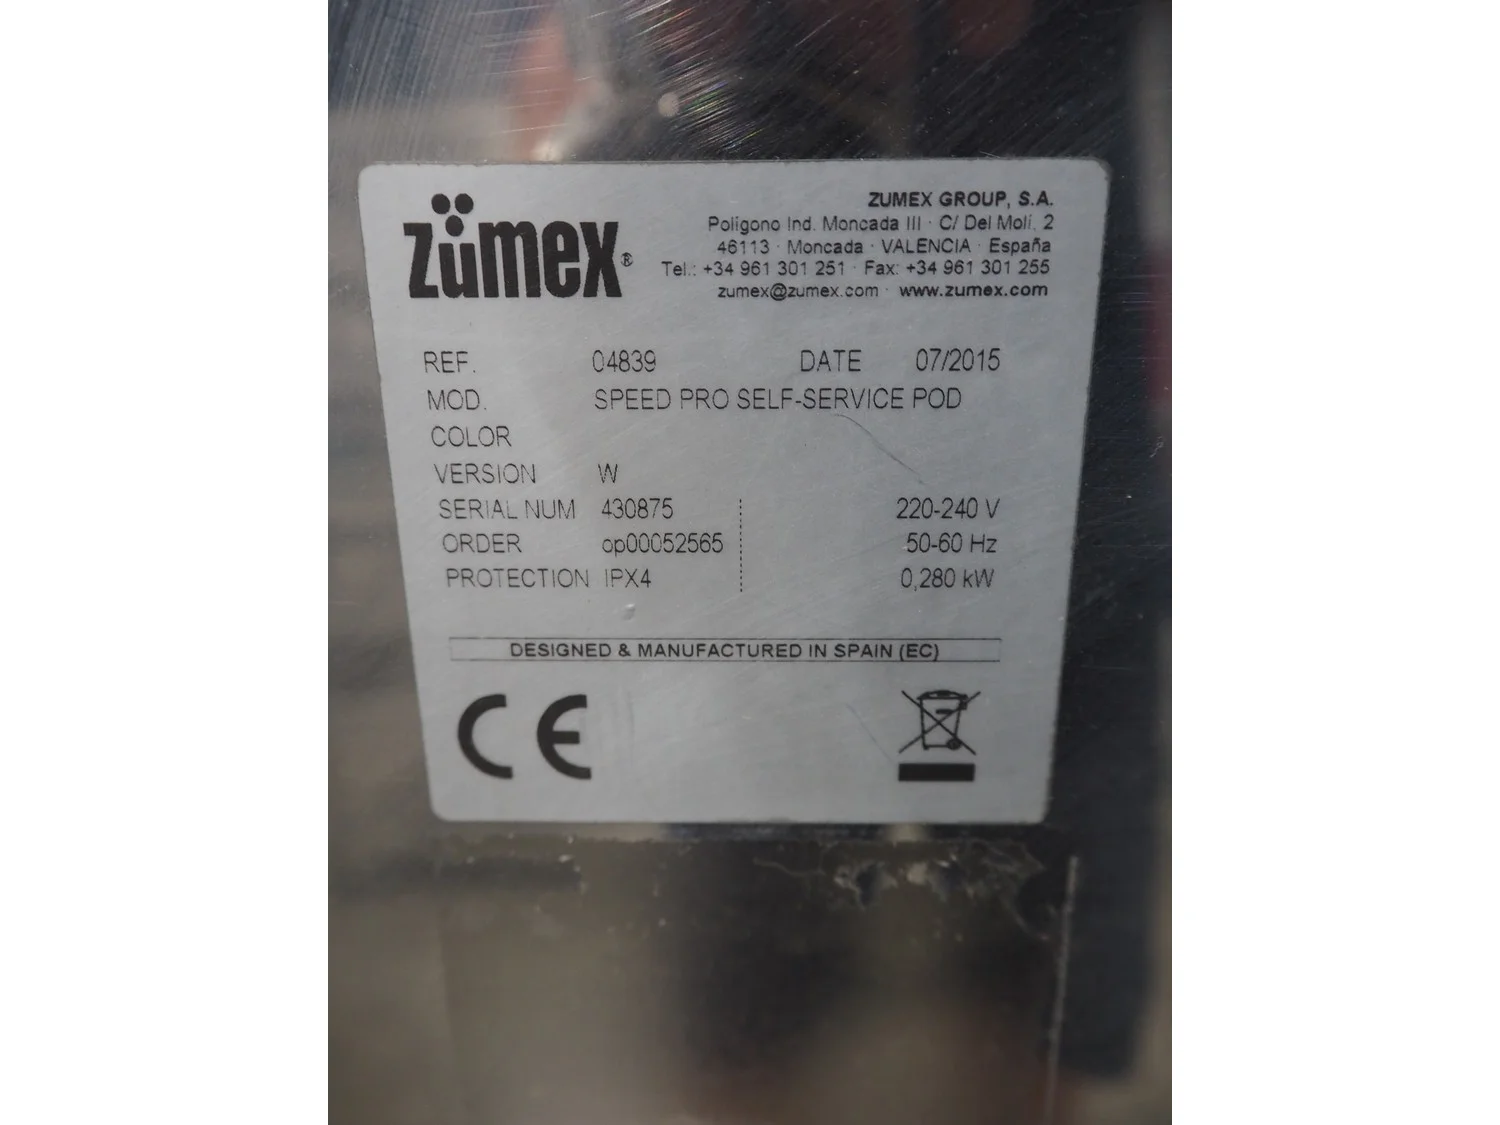 zümex®
ZUMEX GROUP, S.A.
Polígono Ind. Moncada III · C/ Del Molí, 2
46113 · Moncada · VALENCIA · España
Tel.: +34 961 301 251 · Fax: +34 961 301 255
zumex@zumex.com · www.zumex.com
REF. 04839 DATE 07/2015
MOD. SPEED PRO SELF-SERVICE POD
COLOR
VERSION W
SERIAL NUM 430875 220-240 V
ORDER op00052565 50-60 Hz
PROTECTION IPX4 0,280 kW
DESIGNED & MANUFACTURED IN SPAIN (EC)
CE